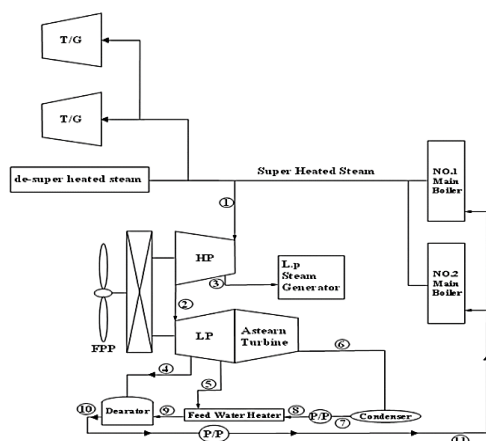 T/G
T/G
de-super heated steam
Super Heated Steam
NO.1
Main
Boiler
①
HP
③
L.p
Steam
Generator
NO.2
Main
Boiler
②
FPP
LP
Astearn
Turbine
⑥
④
⑤
⑩
Dearator
⑨
Feed Water Heater
⑧
P/P
⑦
Condenser
P/P
11